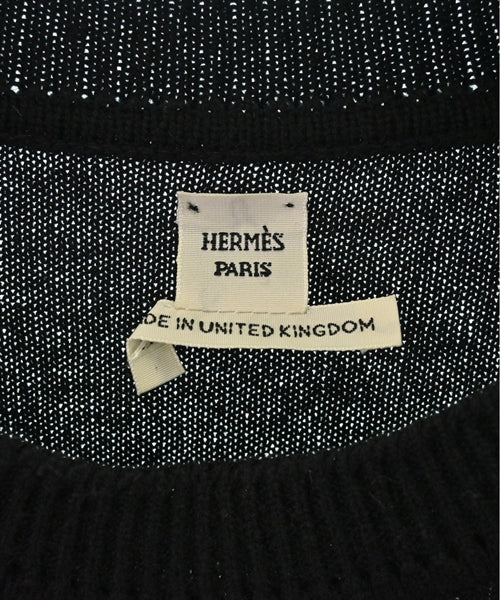 HERMÈS
PARIS
DE IN UNITED KINGDOM